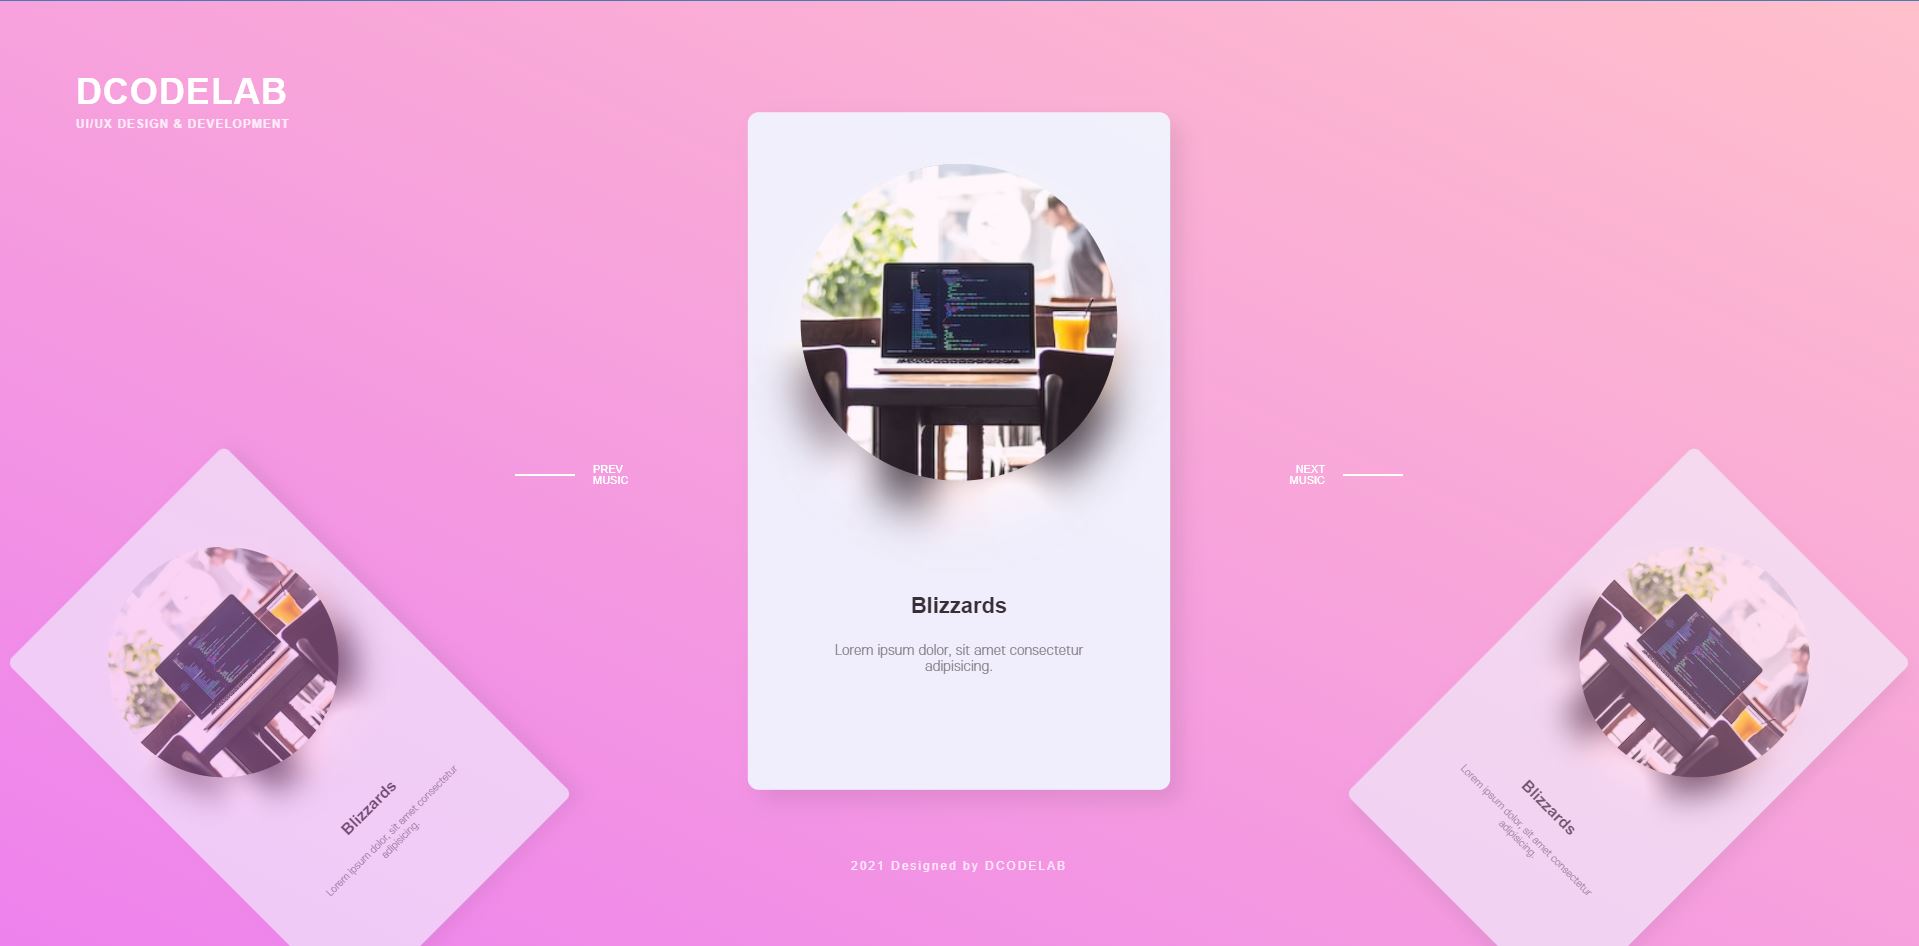 DCODELAB
UI/UX DESIGN & DEVELOPMENT
PREV
MUSIC
NEXT
MUSIC
Blizzards
Lorem ipsum dolor, sit amet consectetur
adipisicing.
Blizzards
Lorem ipsum dolor, sit amet consectetur
adipisicing.
Blizzards
Lorem ipsum dolor, sit amet consectetur
adipisicing.
2021 Designed by DCODELAB